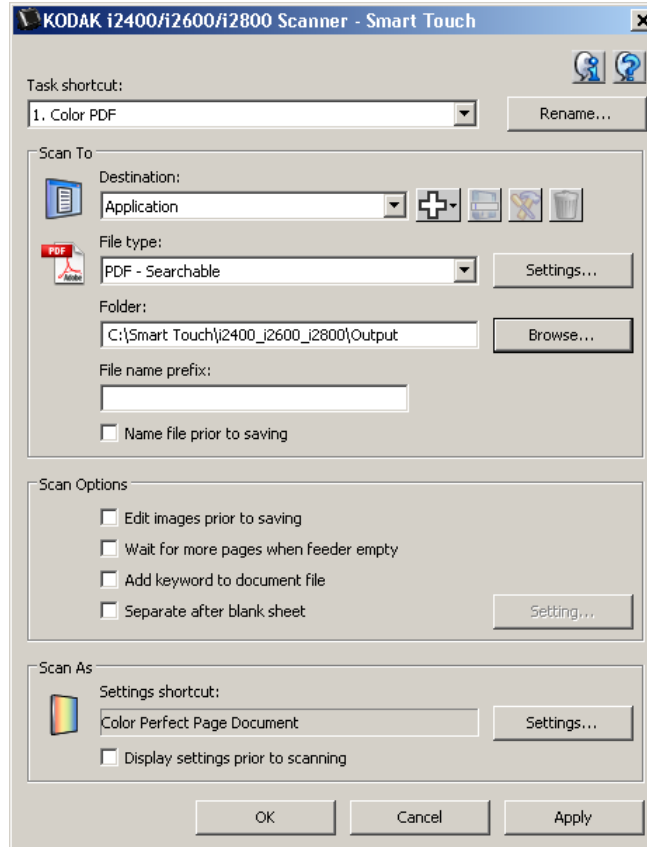 KODAK i2400/i2600/i2800 Scanner - Smart Touch
Task shortcut:
1. Color PDF
Rename...
Scan To
Destination:
Application
File type:
PDF
Adobe
PDF - Searchable
Settings...
Folder:
C:\Smart Touch\i2400_i2600_i2800\Output
Browse...
File name prefix:
Name file prior to saving
Scan Options
Edit images prior to saving
Wait for more pages when feeder empty
Add keyword to document file
Separate after blank sheet
Setting...
Scan As
Settings shortcut:
Color Perfect Page Document
Settings...
Display settings prior to scanning
OK
Cancel
Apply